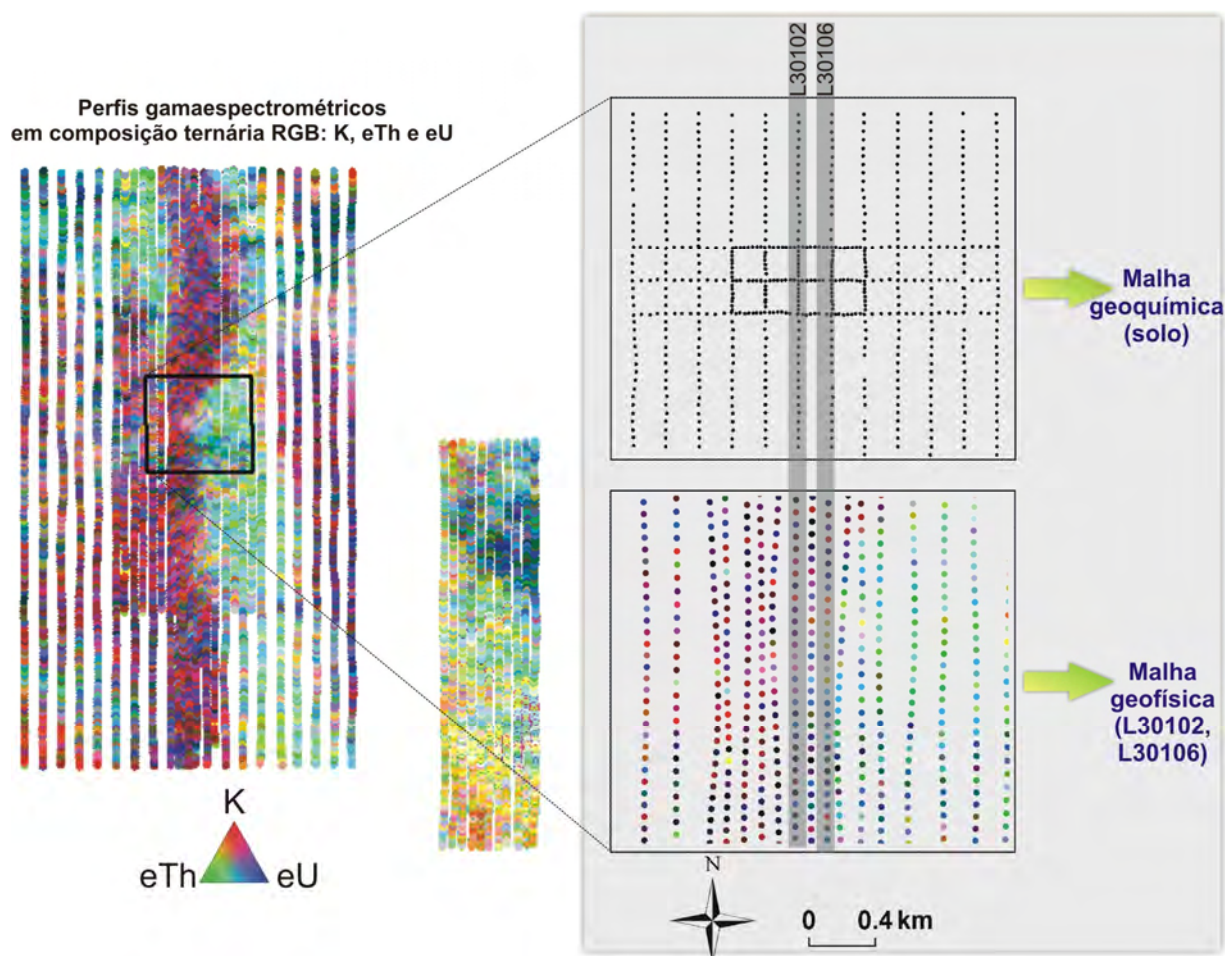 Perfis gamaespectrométricos
em composição ternária RGB: K, eTh e eU
K
eTh
eU
L30102
L30106
Malha
geoquímica
(solo)
Malha
geofísica
(L30102,
L30106)
N
0 0.4 km